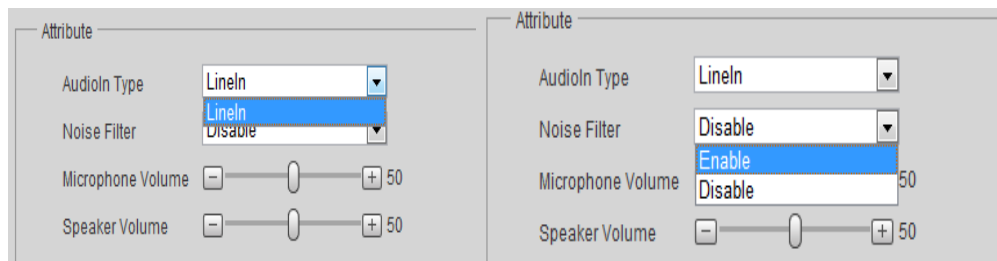 Attribute
AudioIn Type LineIn
LineIn
Noise Filter Disable
Microphone Volume 50
Speaker Volume 50
Attribute
AudioIn Type LineIn
Noise Filter Disable
Enable
Microphone Volume 50
Disable
Speaker Volume 50